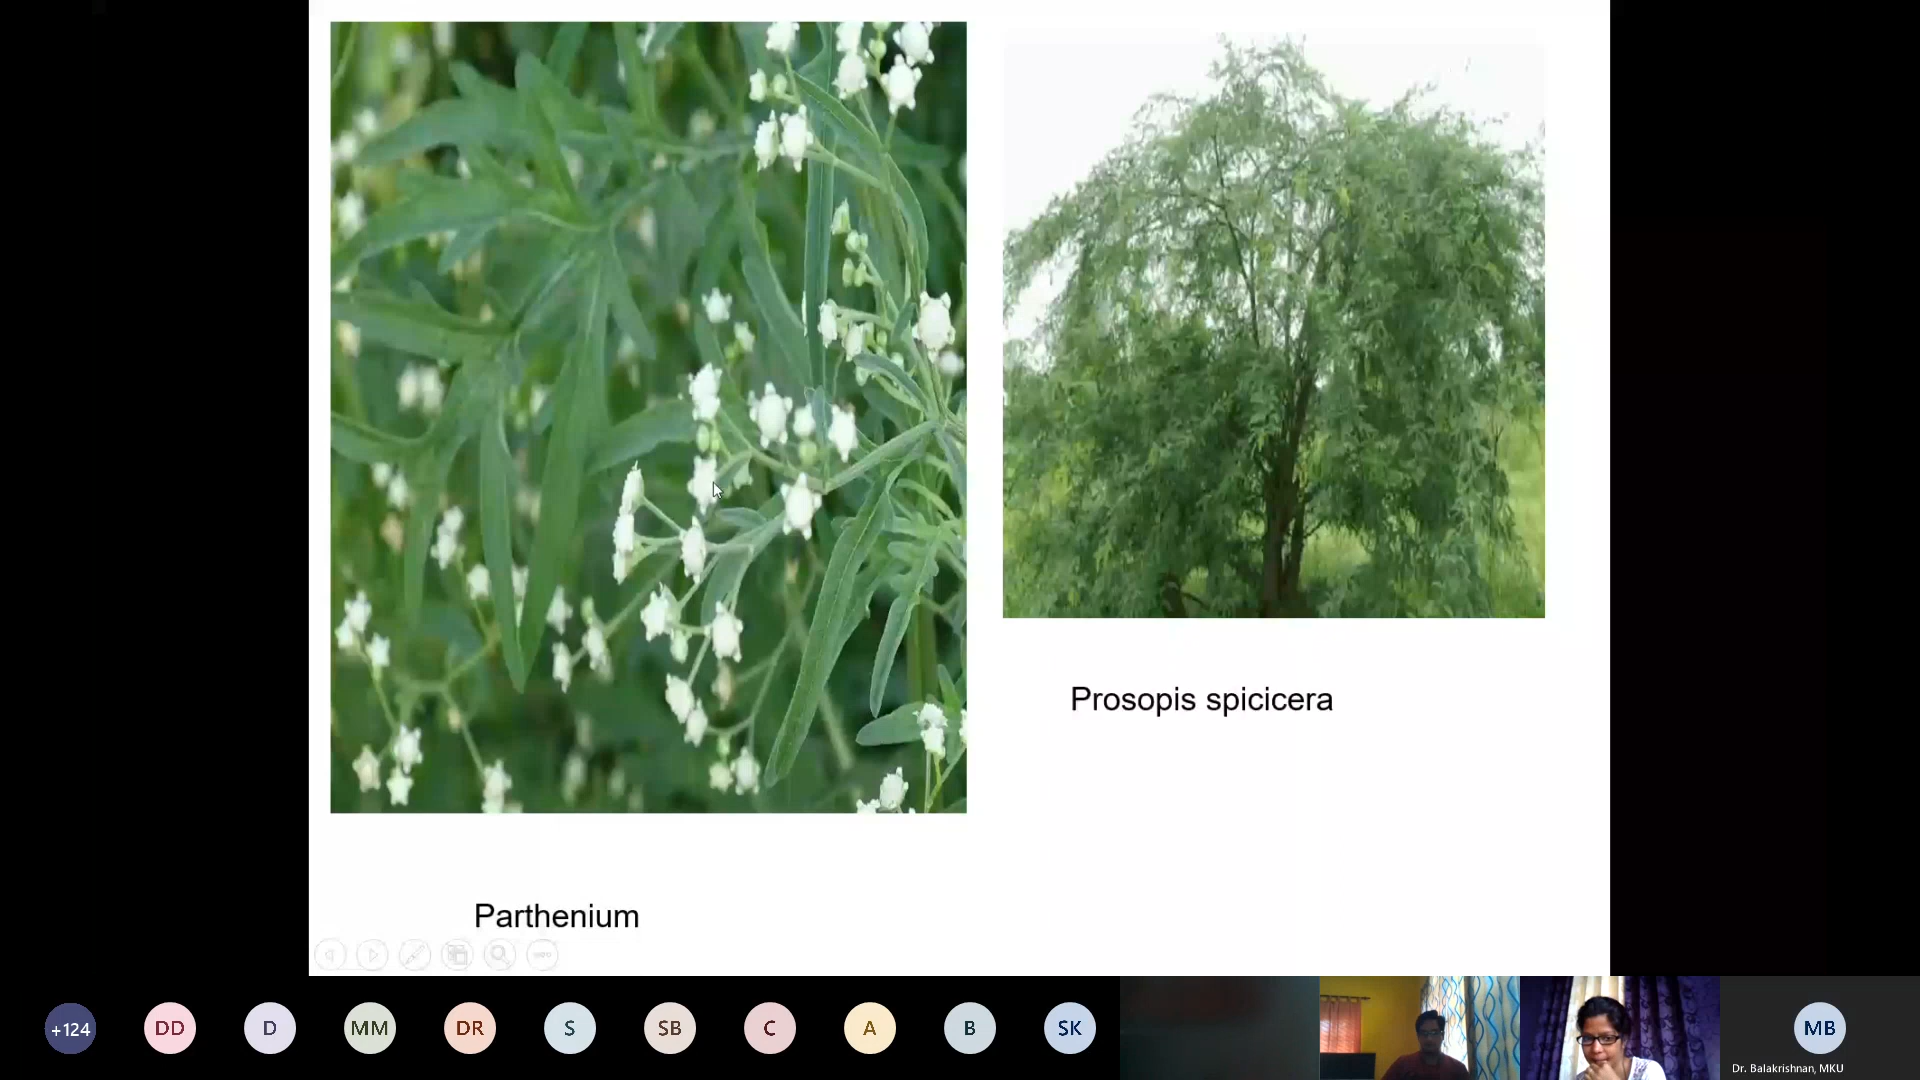 Prosopis spicicera
Parthenium
+124
DD
D
MM
DR
S
SB
C
A
B
SK
MB
Dr. Balakrishnan, MKU